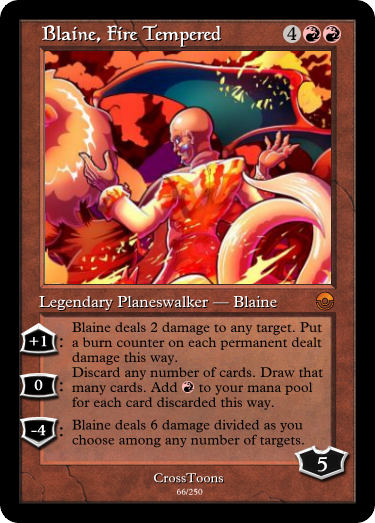 Blaine, Fire Tempered 4
Legendary Planeswalker — Blaine
+1: Blaine deals 2 damage to any target. Put
a burn counter on each permanent dealt
damage this way.
0: Discard any number of cards. Draw that
many cards. Add to your mana pool
for each card discarded this way.
-4: Blaine deals 6 damage divided as you
choose among any number of targets.
5
CrossToons
66/250